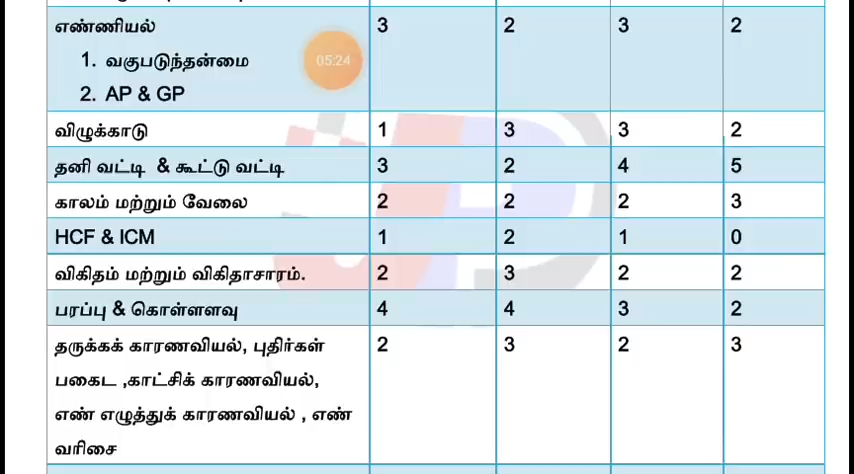 எண்ணியல் 3 2 3 2
1. வகுபடுந்தன்மை
05:24
2. AP & GP
விழுக்காடு 1 3 3 2
தனி வட்டி & கூட்டு வட்டி 3 2 4 5
காலம் மற்றும் வேலை 2 2 2 3
HCF & ICM 1 2 1 0
விகிதம் மற்றும் விகிதாசாரம். 2 3 2 2
பரப்பு & கொள்ளளவு 4 4 3 2
தருக்கக் காரணவியல், புதிர்கள் 2 3 2 3
பகைட ,காட்சிக் காரணவியல்,
எண் எழுத்துக் காரணவியல் , எண்
வரிசை